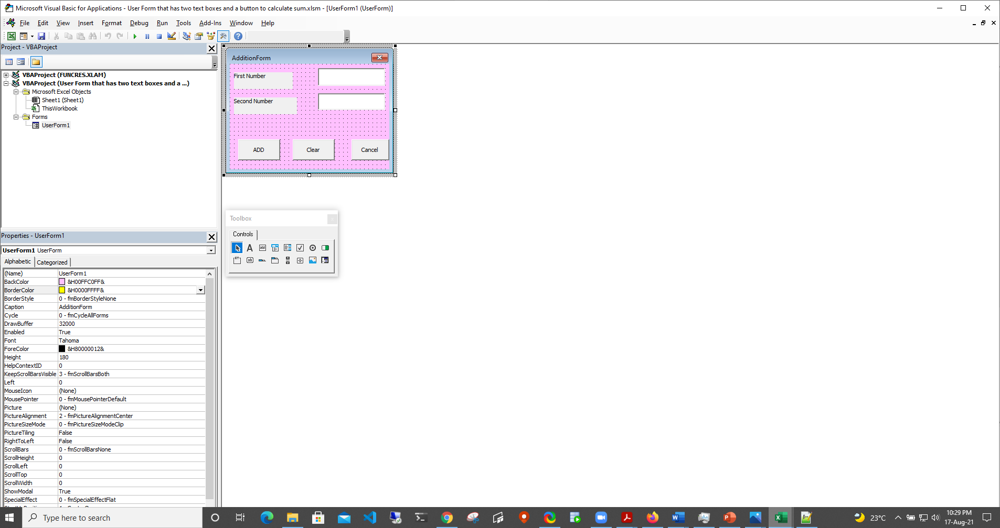 Microsoft Visual Basic for Applications - User Form that has two text boxes and a button to calculate sum.xlsm - [UserForm1 (UserForm)]
File Edit View Insert Format Debug Run Tools Add-Ins Window Help
Project - VBAProject
VBAProject (FUNCRES.XLAM)
VBAProject (User Form that has two text boxes and a ...)
Microsoft Excel Objects
Sheet1 (Sheet1)
ThisWorkbook
Forms
UserForm1
AdditionForm
First Number
Second Number
ADD Clear Cancel
Toolbox
Controls
Properties - UserForm1
UserForm1 UserForm
Alphabetic Categorized
(Name) UserForm1
BackColor &H00FFC0FF&
BorderColor &H0000FFFF&
BorderStyle 0 - fmBorderStyleNone
Caption AdditionForm
Cycle 0 - fmCycleAllForms
DrawBuffer 32000
Enabled True
Font Tahoma
ForeColor &H80000012&
Height 180
HelpContextID 0
KeepScrollBarsVisible 3 - fmScrollBarsBoth
Left 0
MouseIcon (None)
MousePointer 0 - fmMousePointerDefault
Picture (None)
PictureAlignment 2 - fmPictureAlignmentCenter
PictureSizeMode 0 - fmPictureSizeModeClip
PictureTiling False
RightToLeft False
ScrollBars 0 - fmScrollBarsNone
ScrollHeight 0
ScrollLeft 0
ScrollTop 0
ScrollWidth 0
ShowModal True
SpecialEffect 0 - fmSpecialEffectFlat
Type here to search
23°C
10:29 PM
17-Aug-21